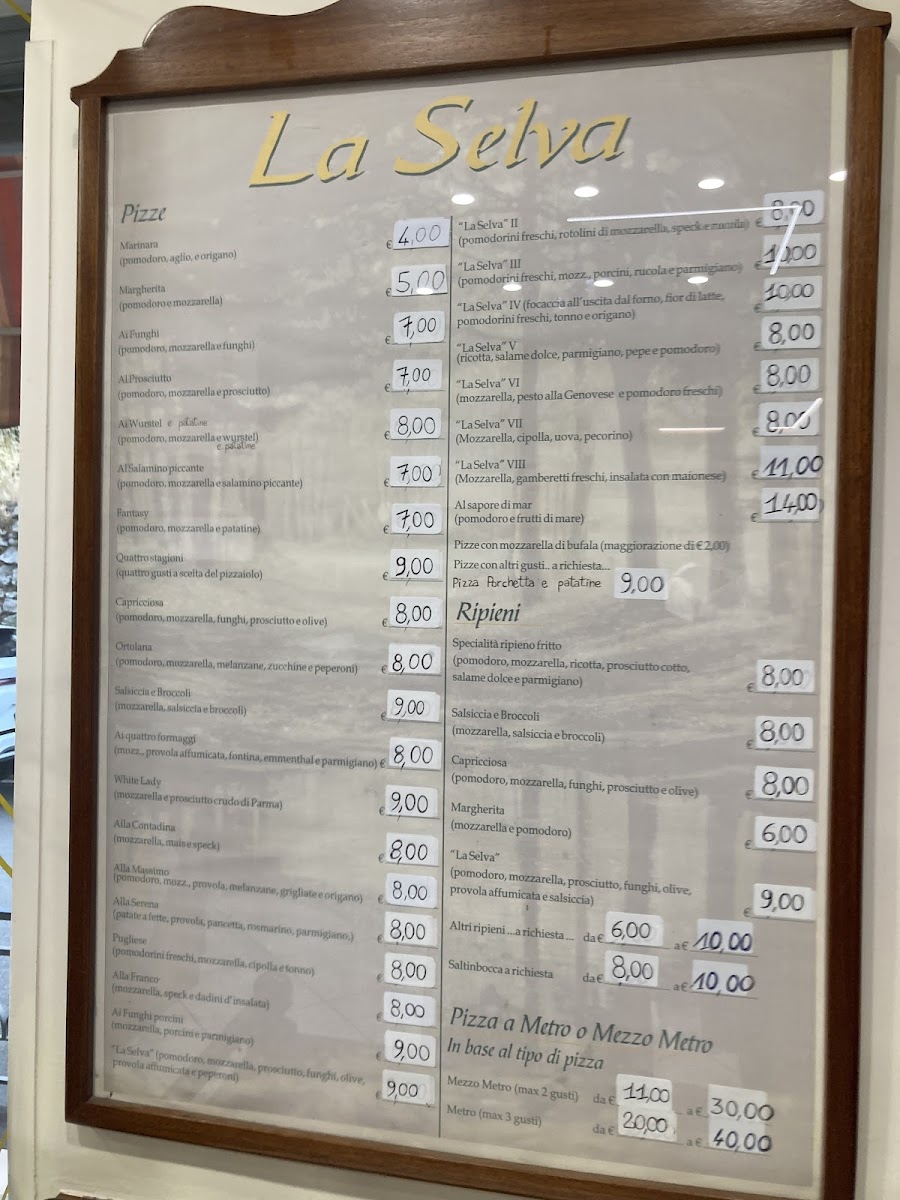 La Selva
Pizze
Marinara
(pomodoro, aglio, e origano) € 4,00
Margherita
(pomodoro e mozzarella) € 5,00
Ai Funghi
(pomodoro, mozzarella e funghi) € 7,00
Al Prosciutto
(pomodoro, mozzarella e prosciutto) € 7,00
Ai Wurstel e patatine
(pomodoro, mozzarella e wurstel) € 8,00
e patatine
Al Salamino piccante
(pomodoro, mozzarella e salamino piccante) € 7,00
Fantasy
(pomodoro, mozzarella e patatine) € 7,00
Quattro stagioni
(quattro gusti a scelta del pizzaiolo) € 9,00
Capricciosa
(pomodoro, mozzarella, funghi, prosciutto e olive) € 8,00
Ortolana
(pomodoro, mozzarella, melanzane, zucchine e peperoni) € 8,00
Salsiccia e Broccoli
(mozzarella, salsiccia e broccoli) € 9,00
Ai quattro formaggi
(mozz., provola affumicata, fontina, emmenthal e parmigiano) € 8,00
White Lady
(mozzarella e prosciutto crudo di Parma) € 9,00
Alla Contadina
(mozzarella, mais e speck) € 8,00
Alla Massimo
(pomodoro, mozz., provola, melanzane, grigliate e origano) € 8,00
Alla Serena
(patate a fette, provola, pancetta, rosmarino, parmigiano,) € 8,00
Pugliese
(pomodorini freschi, mozzarella, cipolla e tonno) € 8,00
Alla Franco
(mozzarella, speck e dadini d'insalata) € 8,00
Ai Funghi porcini
(mozzarella, porcini e parmigiano) € 9,00
"La Selva" (pomodoro, mozzarella, prosciutto, funghi, olive,
provola affumicata e peperoni) € 9,00
"La Selva" II
(pomodorini freschi, rotolini di mozzarella, speck e rucola) € 8,00
"La Selva" III
(pomodorini freschi, mozz., porcini, rucola e parmigiano) € 10,00
"La Selva" IV (focaccia all'uscita dal forno, fior di latte,
pomodorini freschi, tonno e origano) € 10,00
"La Selva" V
(ricotta, salame dolce, parmigiano, pepe e pomodoro) € 8,00
"La Selva" VI
(mozzarella, pesto alla Genovese e pomodoro freschi) € 8,00
"La Selva" VII
(Mozzarella, cipolla, uova, pecorino) € 8,00
"La Selva" VIII
(Mozzarella, gamberetti freschi, insalata con maionese) € 11,00
Al sapore di mar
(pomodoro e frutti di mare) € 14,00
Pizze con mozzarella di bufala (maggiorazione di € 2,00)
Pizze con altri gusti.. a richiesta...
Pizza Porchetta e patatine 9,00
Ripieni
Specialità ripieno fritto
(pomodoro, mozzarella, ricotta, prosciutto cotto,
salame dolce e parmigiano) € 8,00
Salsiccia e Broccoli
(mozzarella, salsiccia e broccoli) € 8,00
Capricciosa
(pomodoro, mozzarella, funghi, prosciutto e olive) € 8,00
Margherita
(mozzarella e pomodoro) € 6,00
"La Selva"
(pomodoro, mozzarella, prosciutto, funghi, olive,
provola affumicata e salsiccia) € 9,00
Altri ripieni ...a richiesta... da € 6,00 a € 10,00
Saltinbocca a richiesta da € 8,00 a € 10,00
Pizza a Metro o Mezzo Metro
In base al tipo di pizza
Mezzo Metro (max 2 gusti) da € 11,00 a € 30,00
Metro (max 3 gusti) da € 20,00 a € 40,00